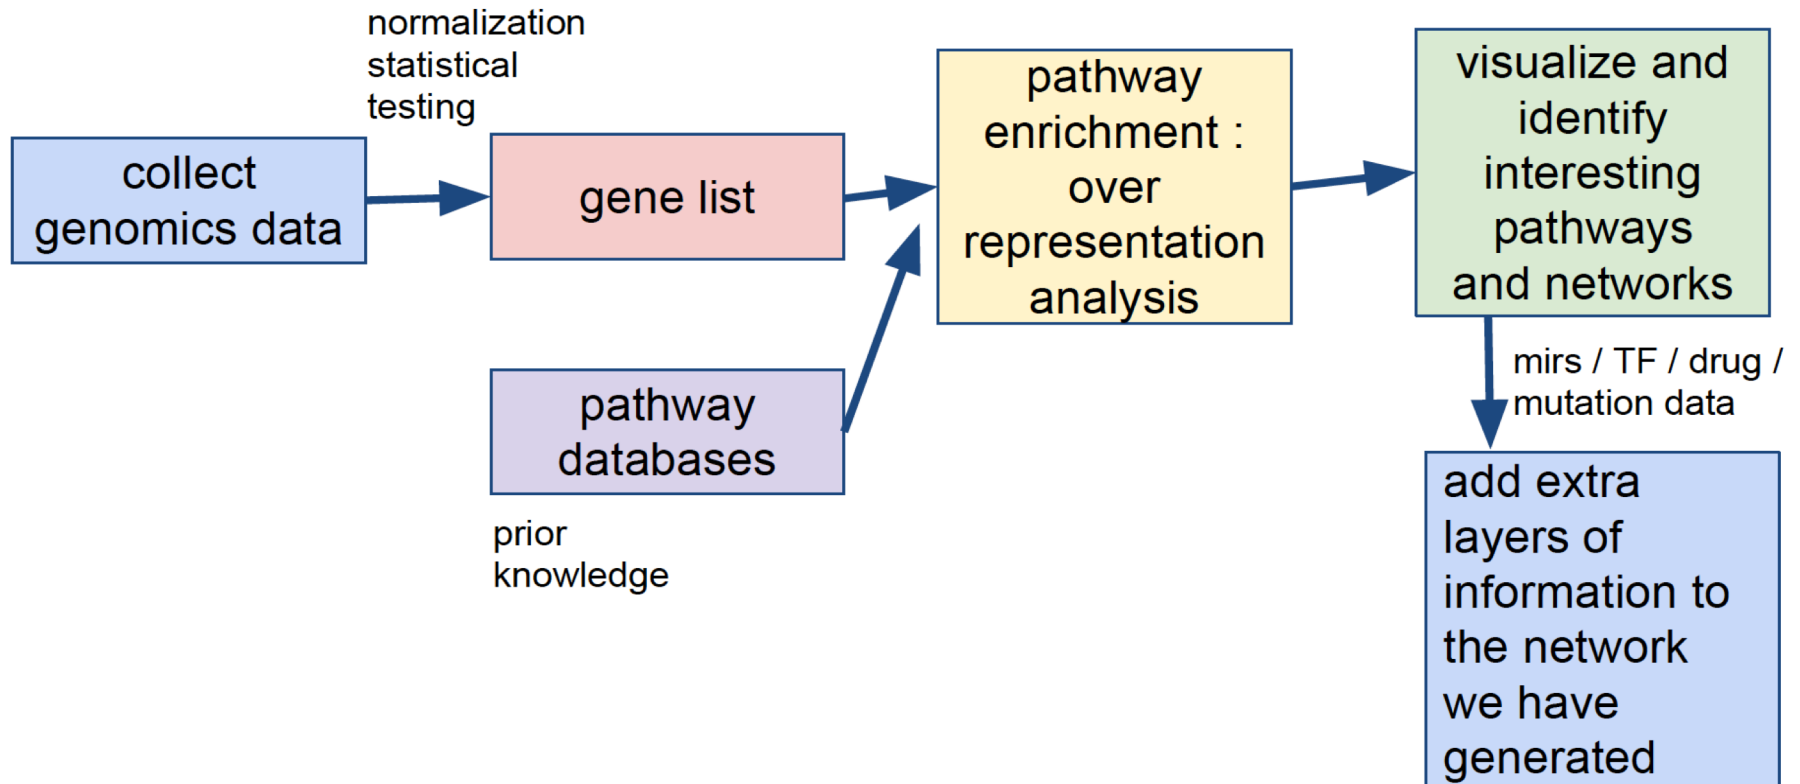 normalization
statistical
testing
collect
genomics data
gene list
pathway
databases
prior
knowledge
pathway
enrichment :
over
representation
analysis
visualize and
identify
interesting
pathways
and networks
mirs / TF / drug /
mutation data
add extra
layers of
information to
the network
we have
generated